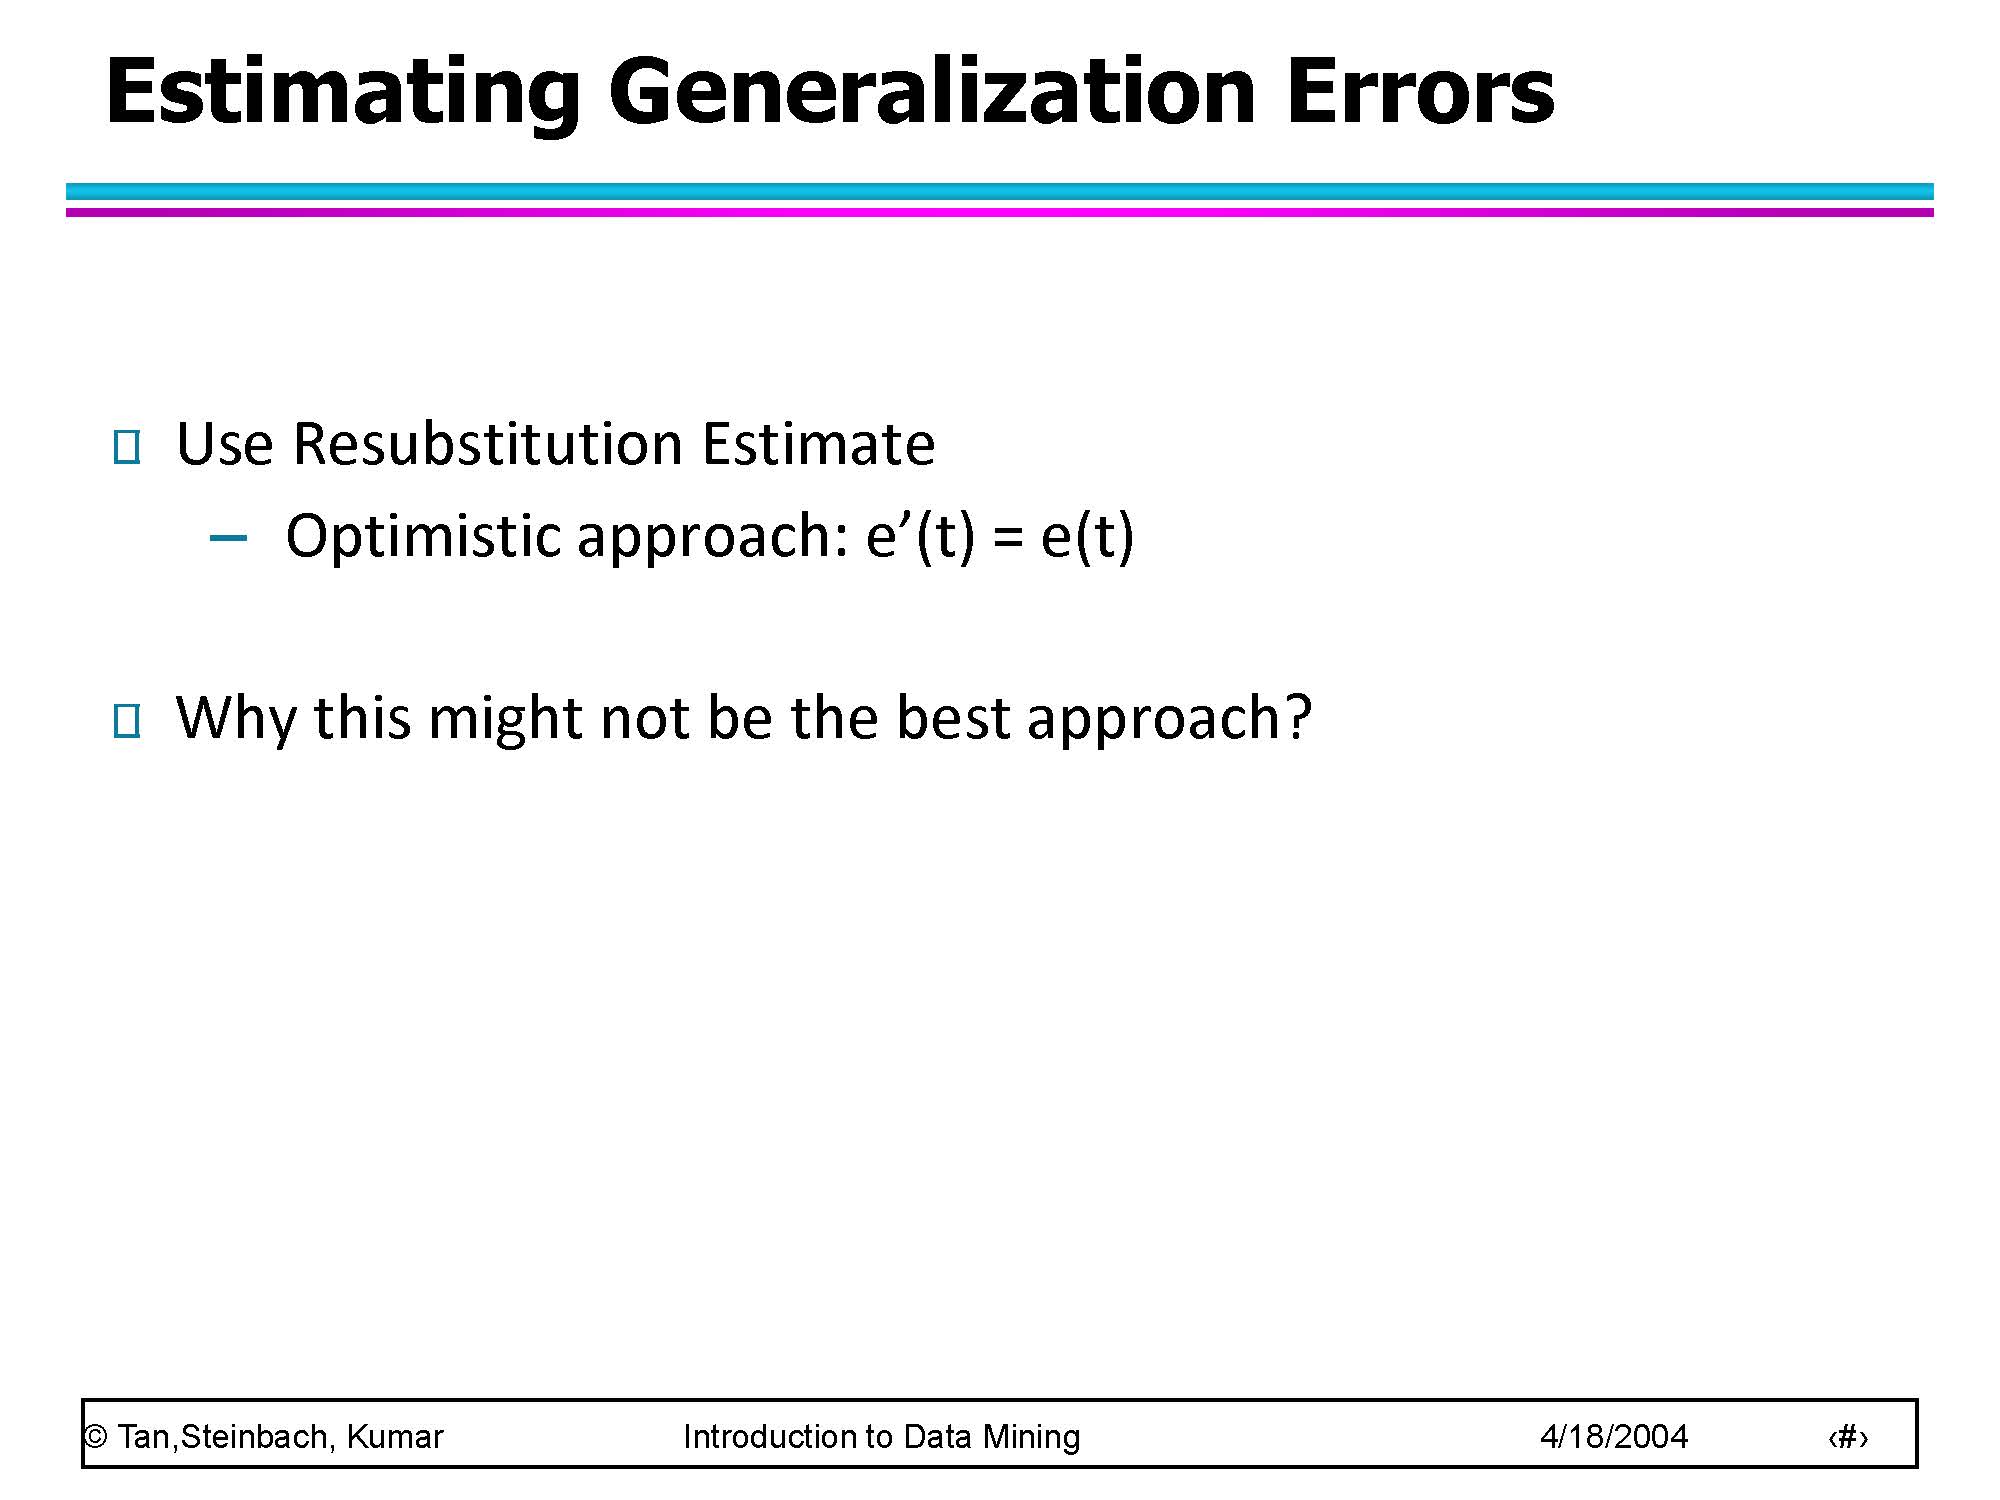 Estimating Generalization Errors
Use Resubstitution Estimate
– Optimistic approach: e’(t) = e(t)
Why this might not be the best approach?
© Tan,Steinbach, Kumar Introduction to Data Mining 4/18/2004 ‹#›